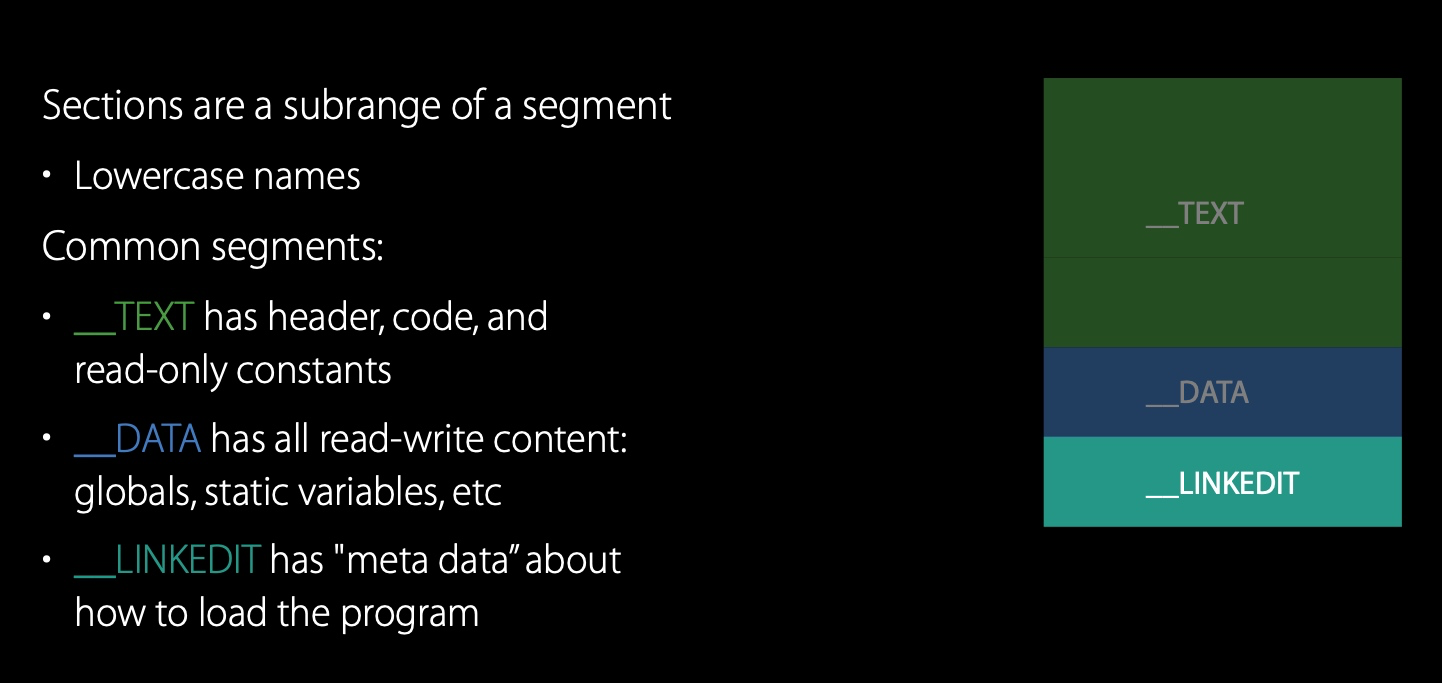 Sections are a subrange of a segment
• Lowercase names
Common segments:
• __TEXT has header, code, and
read-only constants
• __DATA has all read-write content:
globals, static variables, etc
• __LINKEDIT has "meta data” about
how to load the program
__TEXT
__DATA
__LINKEDIT